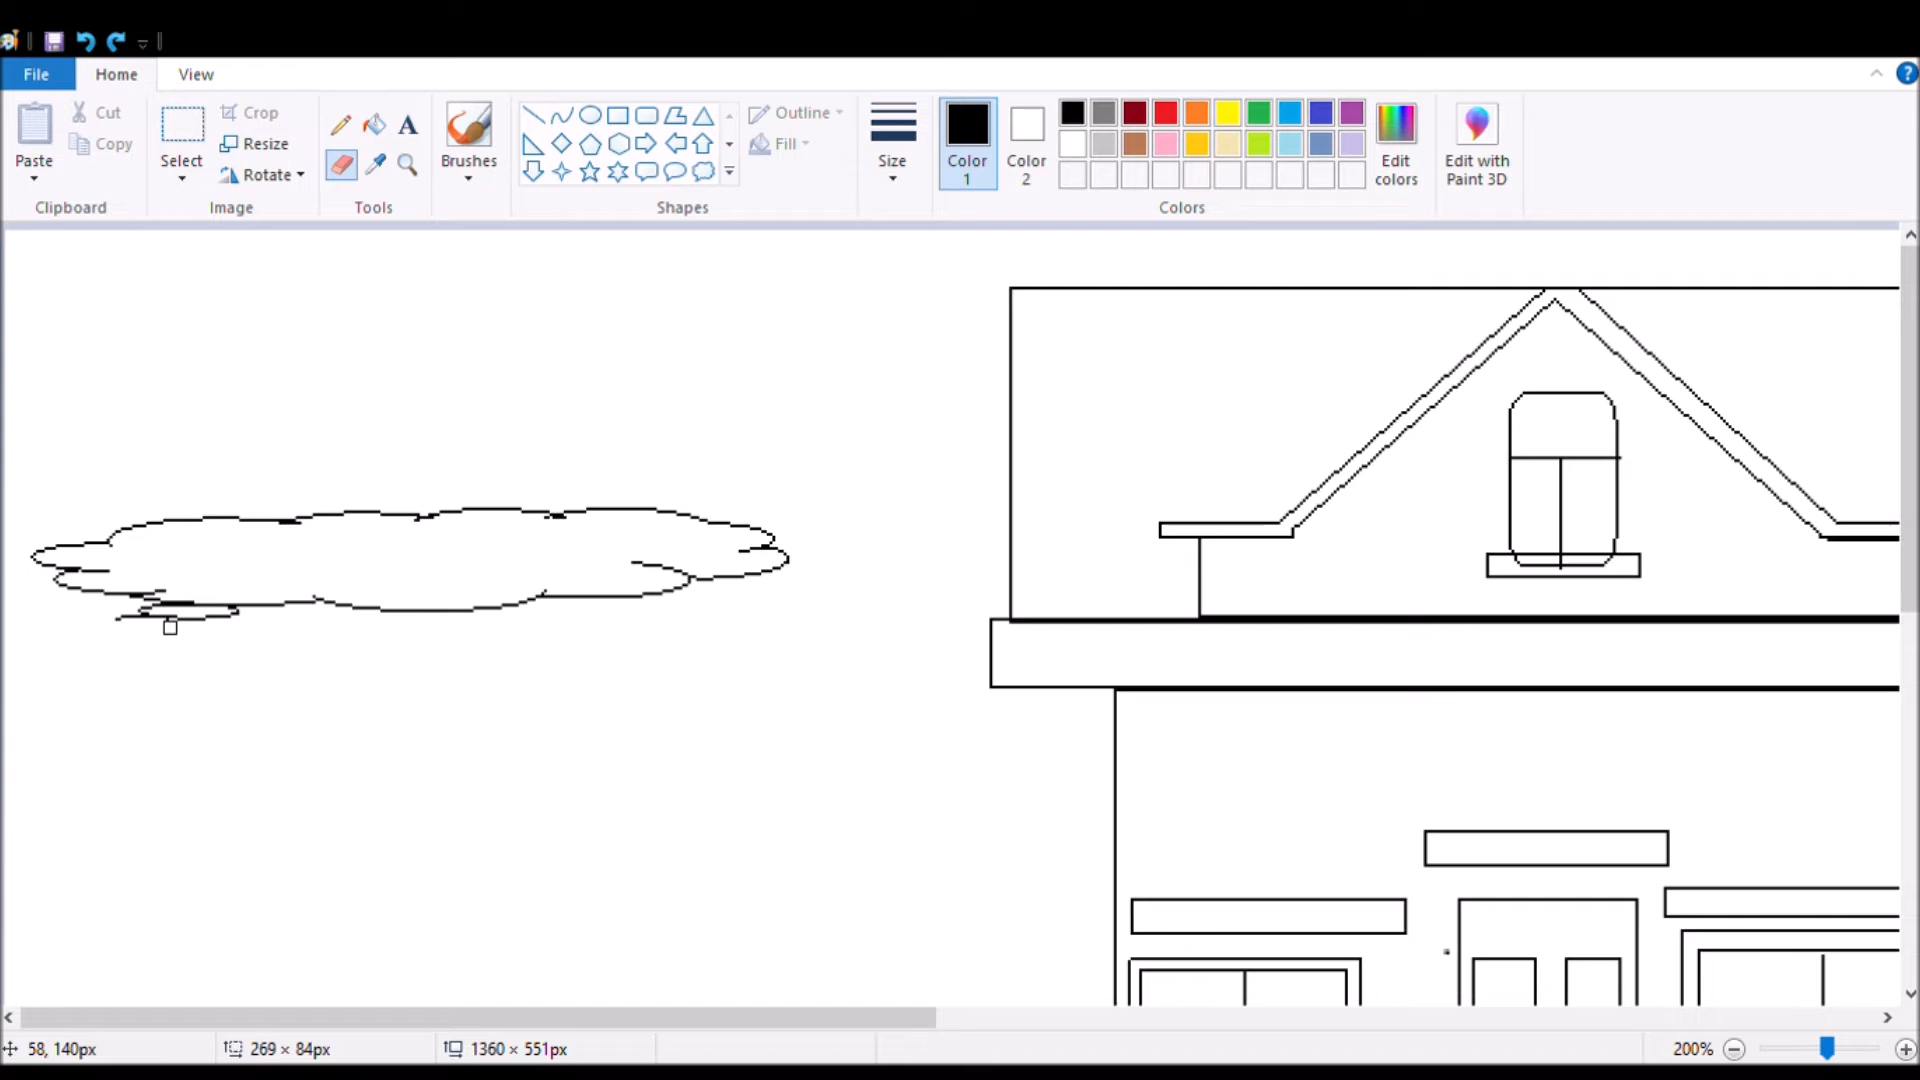 File Home View
Paste
Cut
Copy
Clipboard
Select
Crop
Resize
Rotate
Image
A
Tools
Brushes
Outline
Fill
Shapes
Size
Color
1
Color
2
Edit
colors
Colors
Edit with
Paint 3D
?
58, 140px
269 × 84px
1360 × 551px
200%